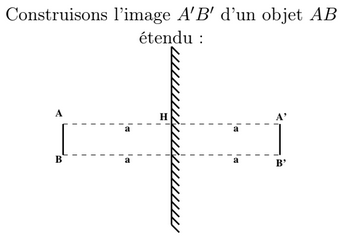 Construisons l'image A'B' d'un objet AB
étendu :
A H A'
a a
B a a B'